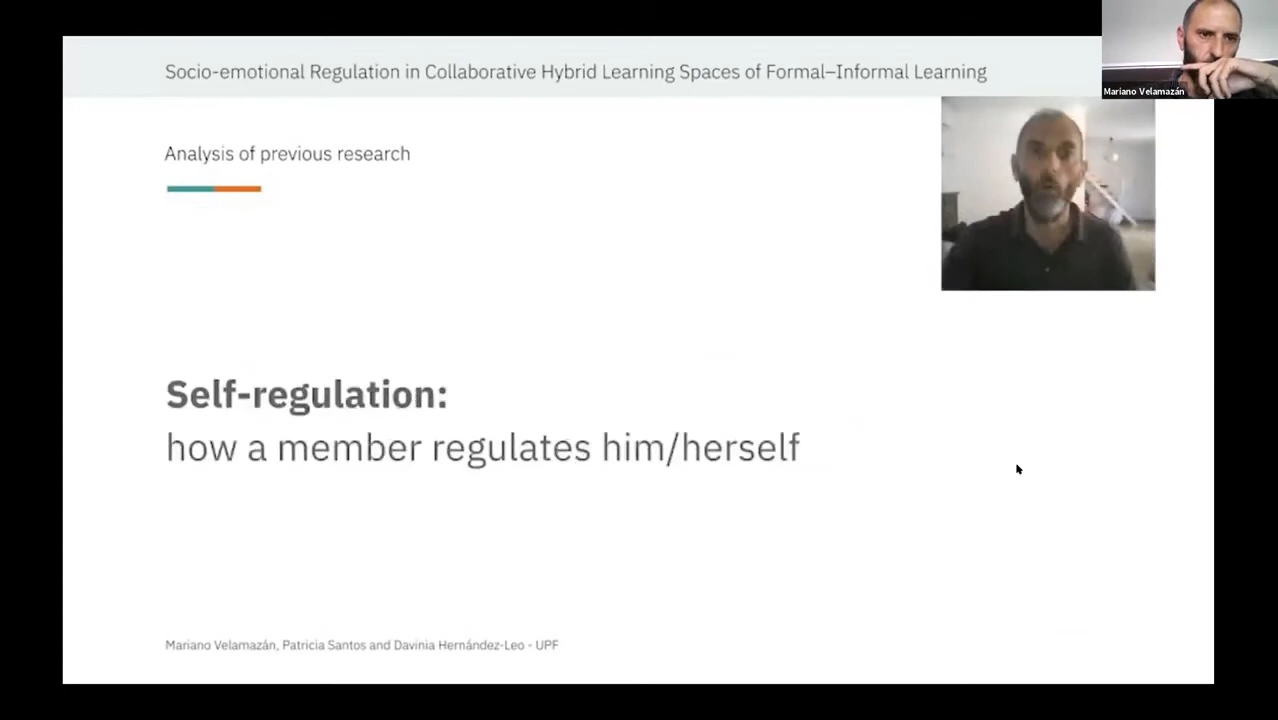 Socio-emotional Regulation in Collaborative Hybrid Learning Spaces of Formal–Informal Learning
Mariano Velamazán
Analysis of previous research
Self-regulation:
how a member regulates him/herself
Mariano Velamazán, Patricia Santos and Davinia Hernández-Leo - UPF